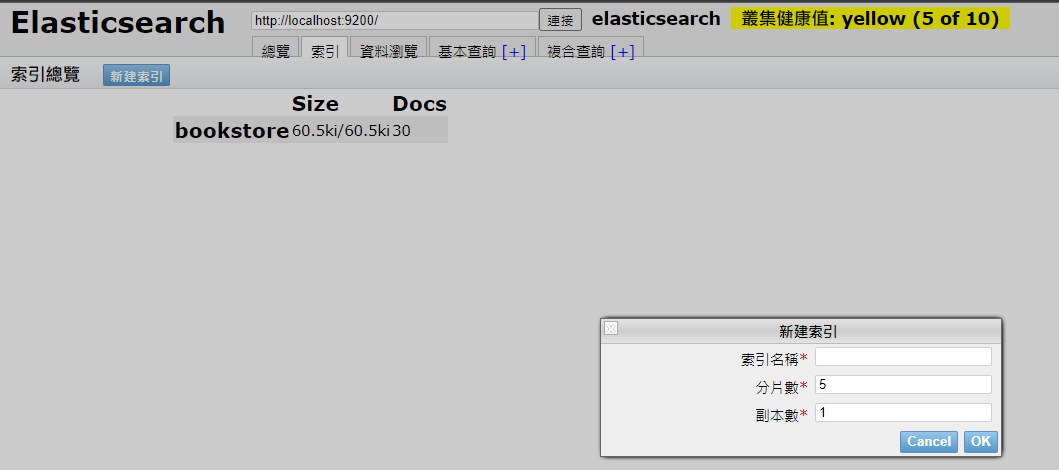 Elasticsearch http://localhost:9200/ 連接 elasticsearch 叢集健康值: yellow (5 of 10)
總覽 索引 資料瀏覽 基本查詢 [+] 複合查詢 [+]
索引總覽 新建索引
Size Docs
bookstore 60.5ki/60.5ki 30
新建索引
索引名稱*
分片數* 5
副本數* 1
Cancel OK